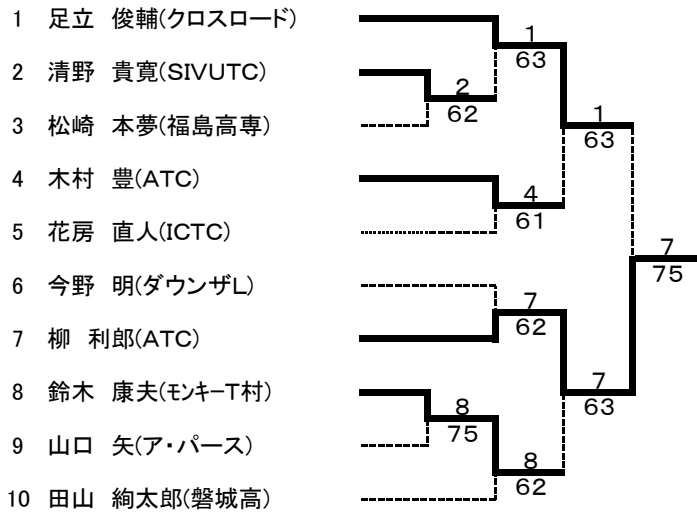 1 足立 俊輔(クロスロード)
2 清野 貴寛(SIVUTC)
3 松崎 本夢(福島高専)
4 木村 豊(ATC)
5 花房 直人(ICTC)
6 今野 明(ダウンザL)
7 柳 利郎(ATC)
8 鈴木 康夫(モンキーT村)
9 山口 矢(ア・パース)
10 田山 絢太郎(磐城高)
2
62
8
75
1
63
4
61
7
62
8
62
1
63
7
63
7
75